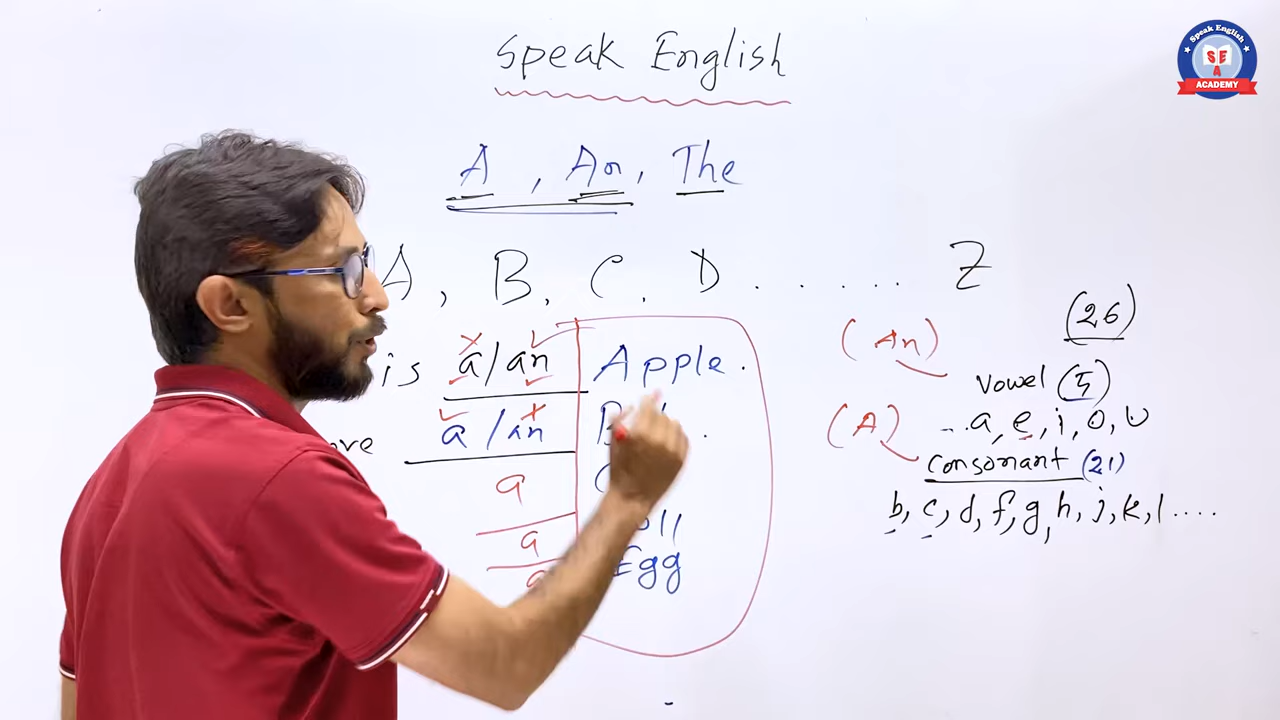 Speak English
Speak English
SE
A
ACADEMY
A, An, The
A, B, C, D ...... Z
(26)
is a/an Apple.
(An)
Vowel (5)
a/an
(A)
...a, e, i, o, u
Consonant (21)
a
b, c, d, f, g, h, j, k, l ....
a
Egg